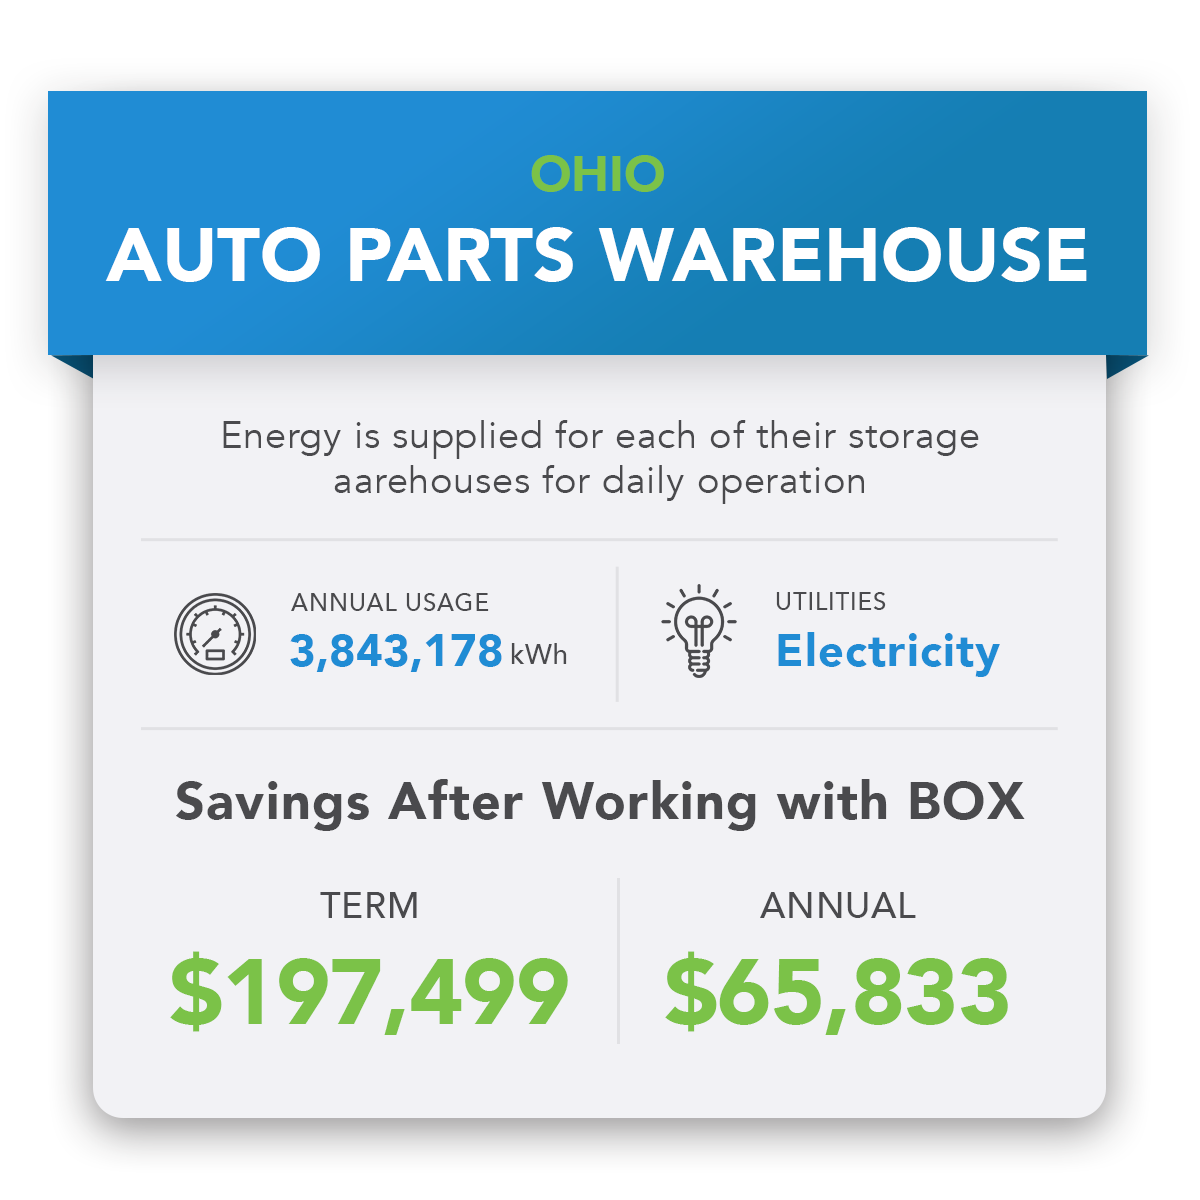 OHIO
AUTO PARTS WAREHOUSE
Energy is supplied for each of their storage
aarehouses for daily operation
ANNUAL USAGE
3,843,178 kWh
UTILITIES
Electricity
Savings After Working with BOX
TERM
$197,499
ANNUAL
$65,833